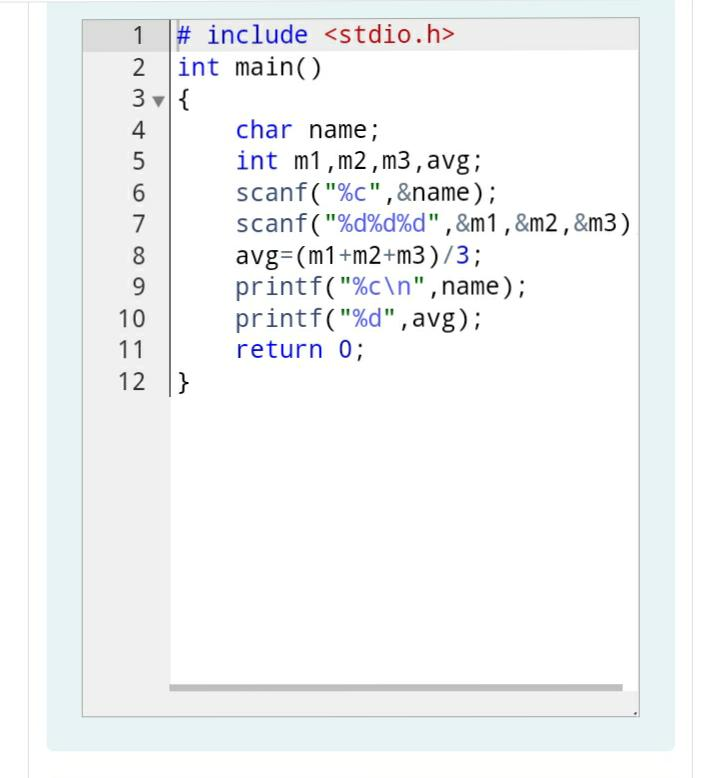 1 # include <stdio.h>
2 int main()
3 {
4 char name;
5 int m1,m2,m3,avg;
6 scanf("%c",&name);
7 scanf("%d%d%d",&m1,&m2,&m3)
8 avg=(m1+m2+m3)/3;
9 printf("%c\n",name);
10 printf("%d",avg);
11 return 0;
12 }